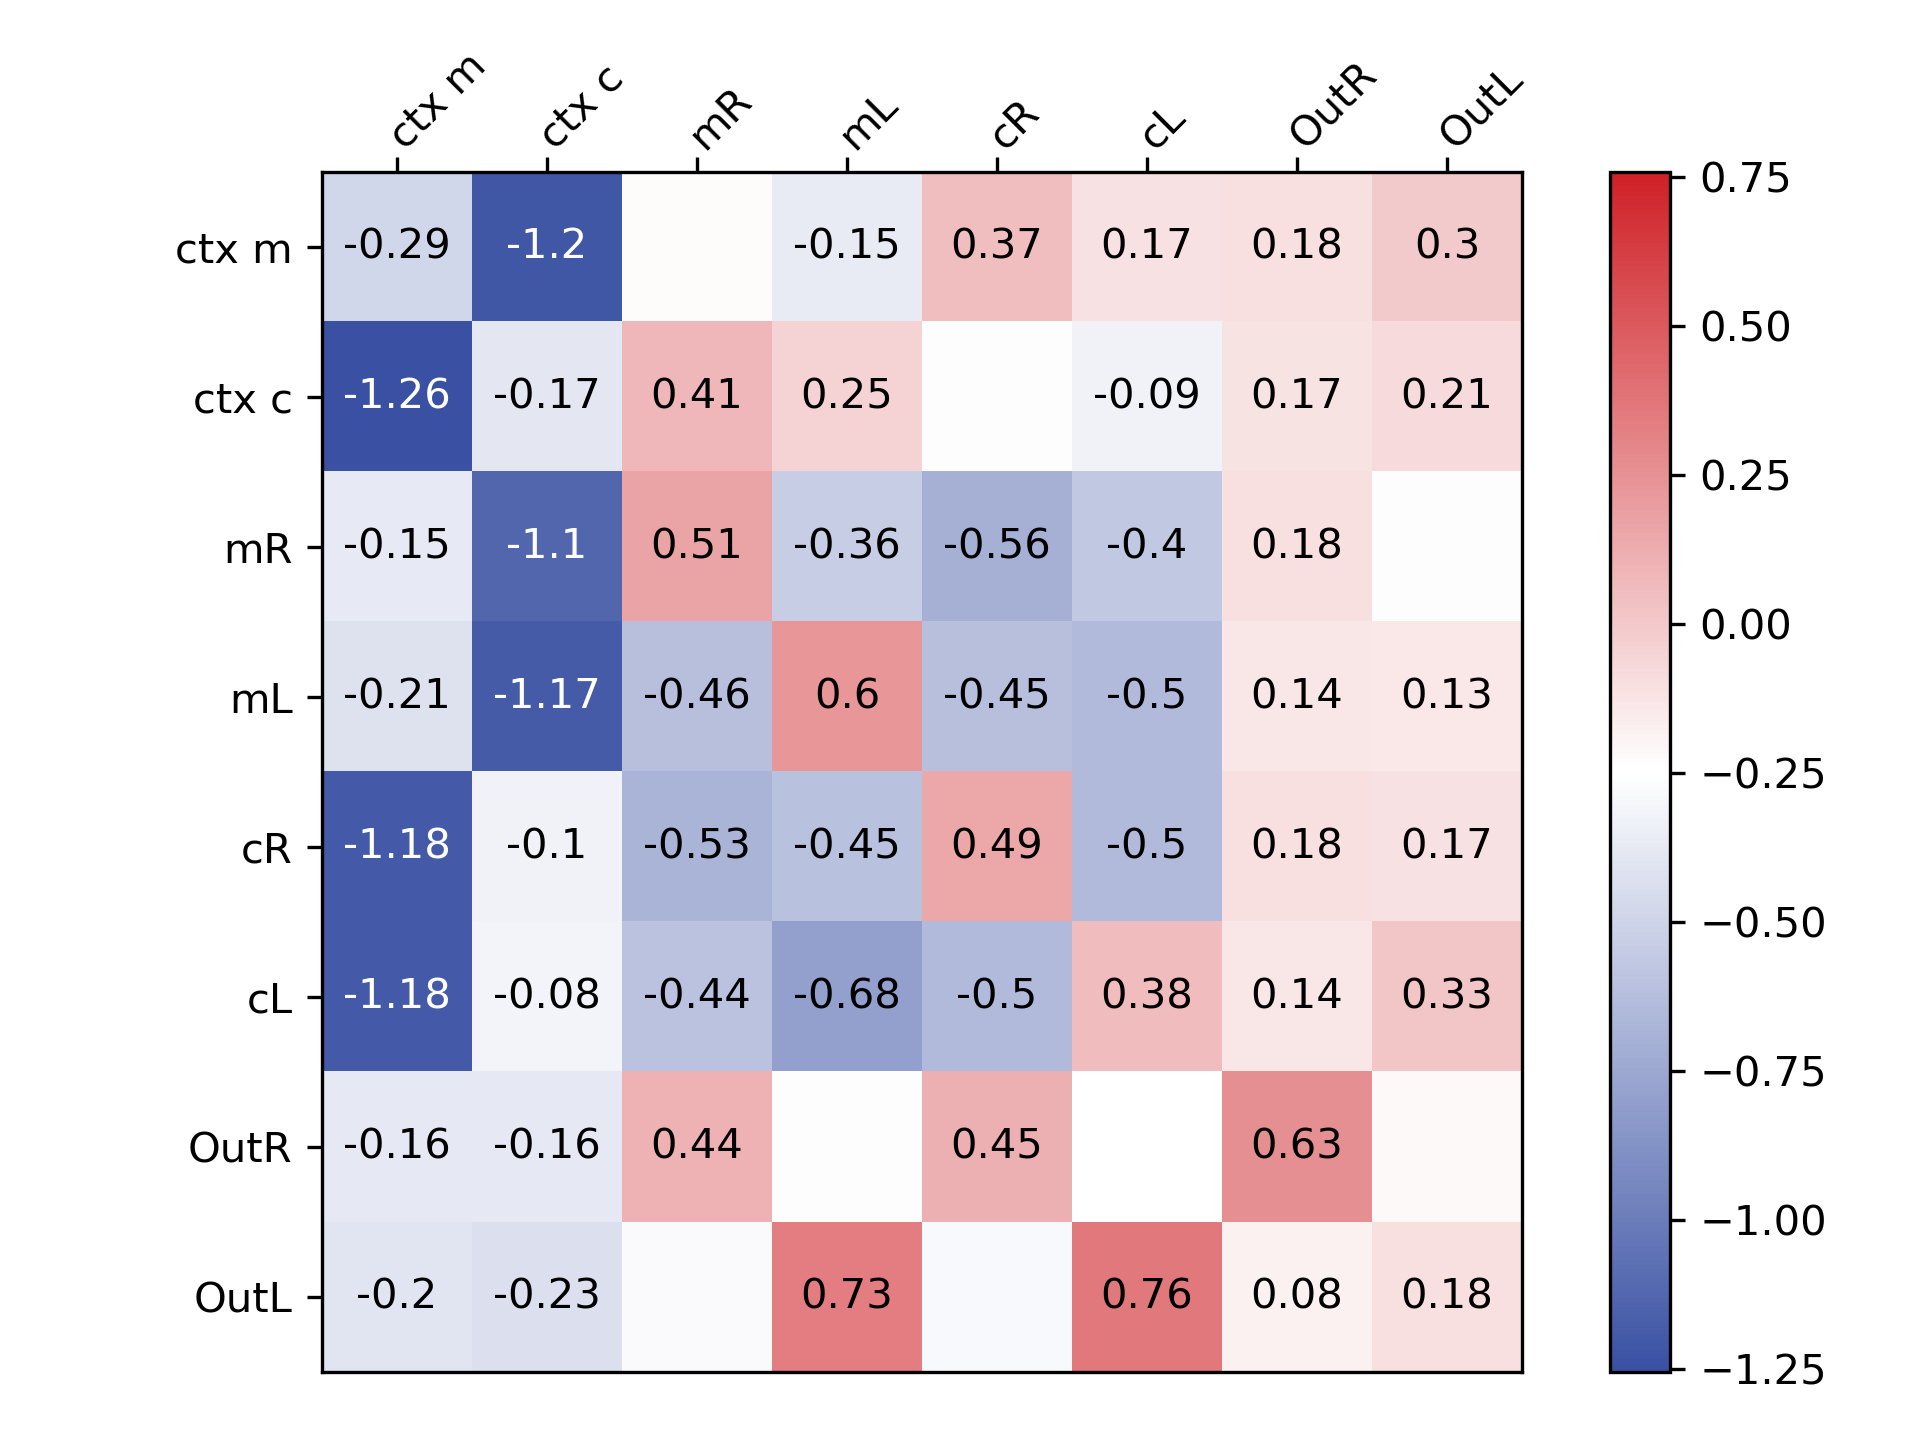 ctx m ctx c mR mL cR cL OutR OutL
ctx m -0.29 -1.2 -0.15 0.37 0.17 0.18 0.3
ctx c -1.26 -0.17 0.41 0.25 -0.09 0.17 0.21
mR -0.15 -1.1 0.51 -0.36 -0.56 -0.4 0.18
mL -0.21 -1.17 -0.46 0.6 -0.45 -0.5 0.14 0.13
cR -1.18 -0.1 -0.53 -0.45 0.49 -0.5 0.18 0.17
cL -1.18 -0.08 -0.44 -0.68 -0.5 0.38 0.14 0.33
OutR -0.16 -0.16 0.44 0.45 0.63
OutL -0.2 -0.23 0.73 0.76 0.08 0.18
0.75
0.50
0.25
0.00
−0.25
−0.50
−0.75
−1.00
−1.25